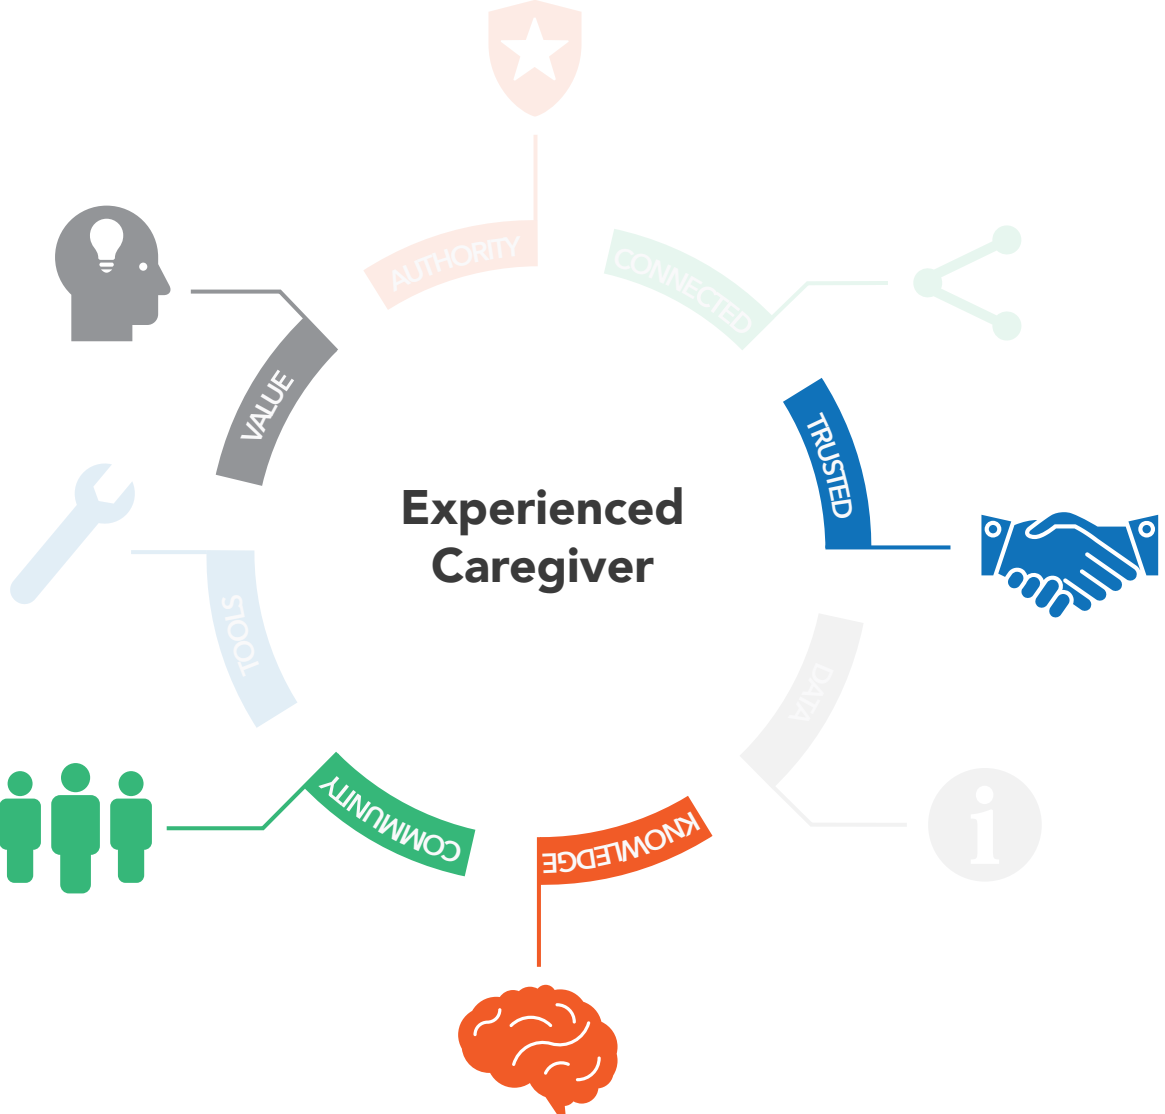 AUTHORITY
CONNECTED
VALUE
TRUSTED
Experienced
Caregiver
TOOLS
DATA
COMMUNITY
KNOWLEDGE